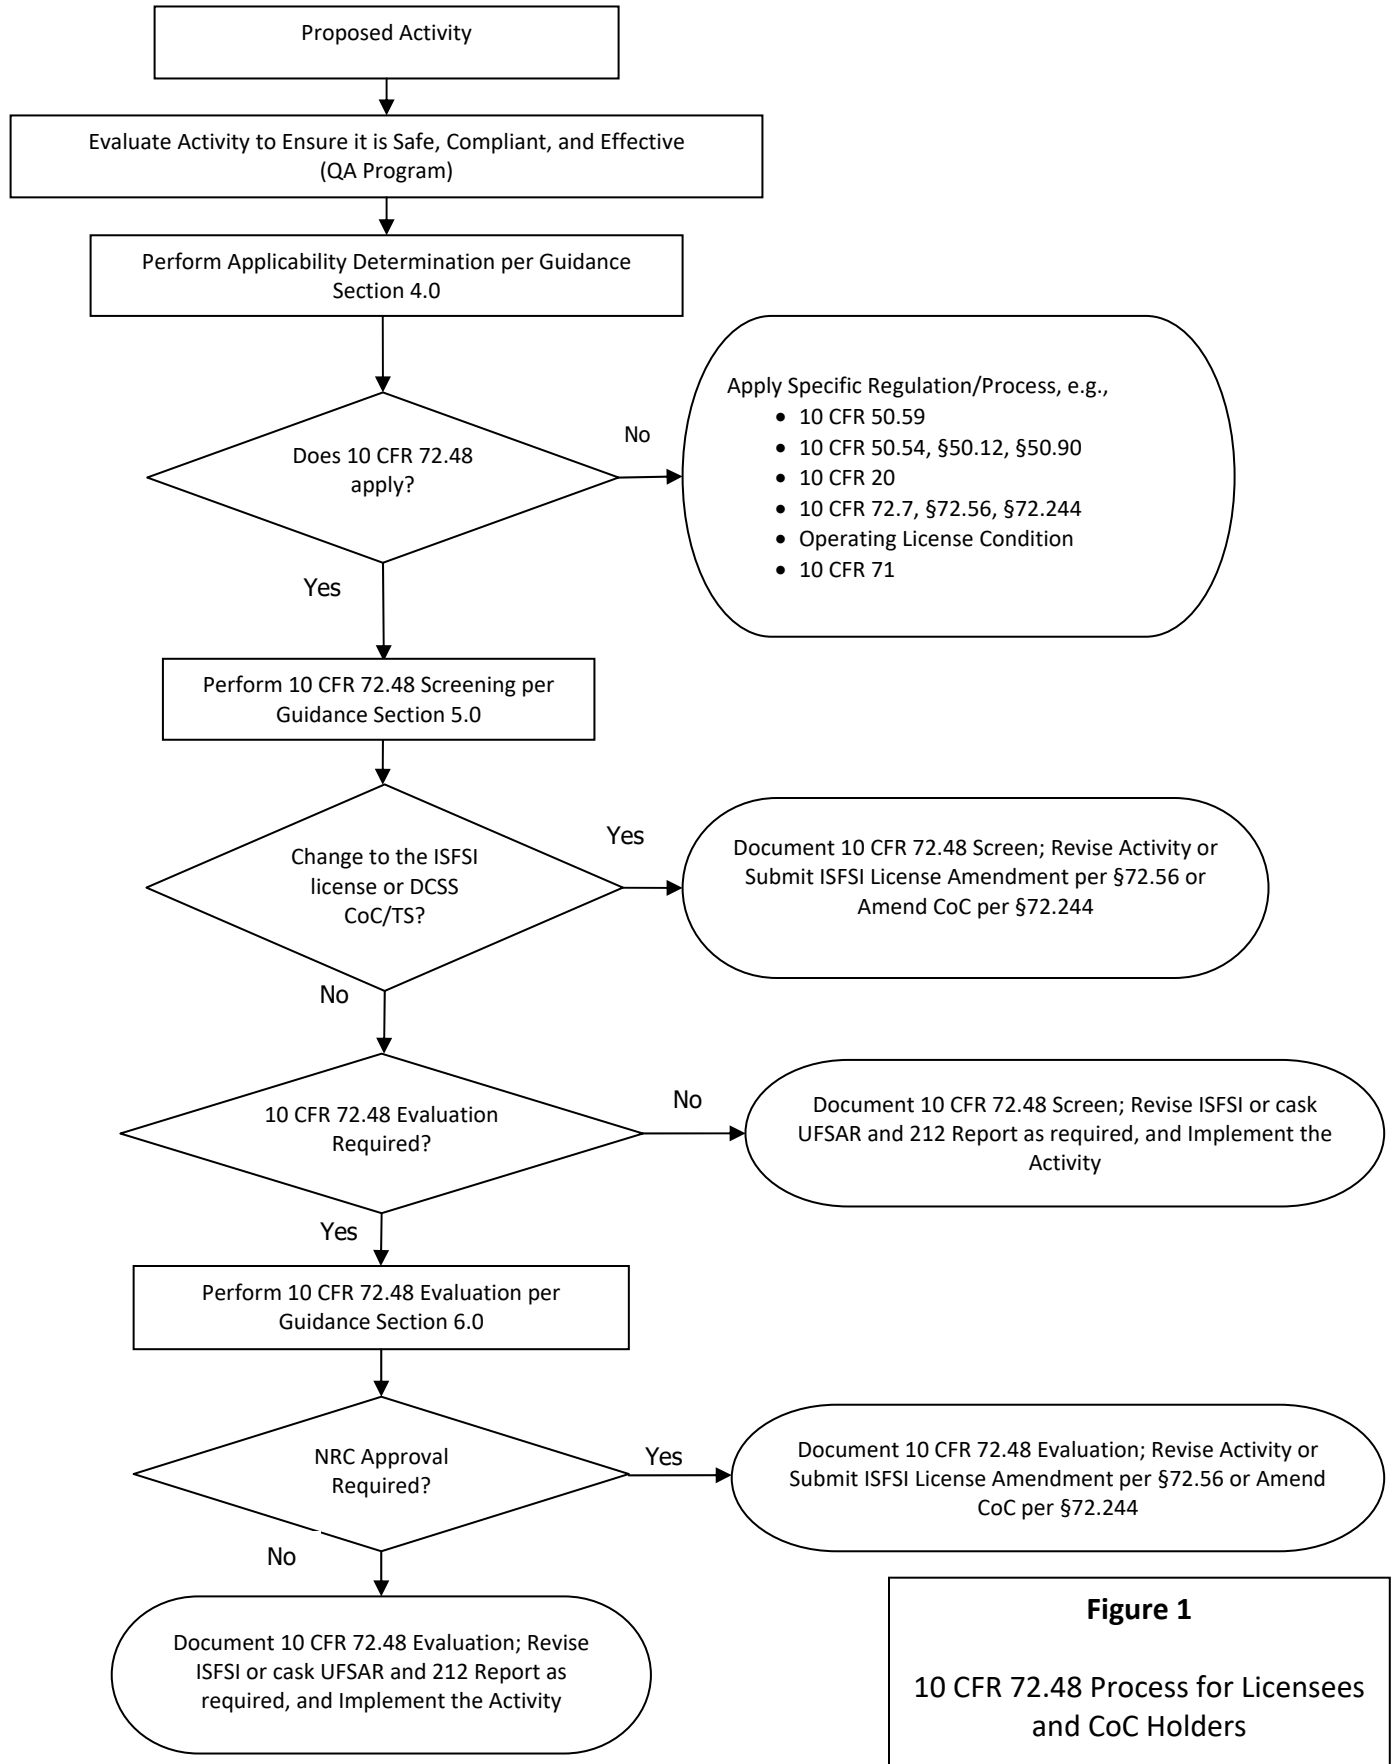 Proposed Activity
Evaluate Activity to Ensure it is Safe, Compliant, and Effective
(QA Program)
Perform Applicability Determination per Guidance
Section 4.0
Does 10 CFR 72.48
apply?
No
Apply Specific Regulation/Process, e.g.,
• 10 CFR 50.59
• 10 CFR 50.54, §50.12, §50.90
• 10 CFR 20
• 10 CFR 72.7, §72.56, §72.244
• Operating License Condition
• 10 CFR 71
Yes
Perform 10 CFR 72.48 Screening per
Guidance Section 5.0
Change to the ISFSI
license or DCSS
CoC/TS?
Yes
Document 10 CFR 72.48 Screen; Revise Activity or
Submit ISFSI License Amendment per §72.56 or
Amend CoC per §72.244
No
10 CFR 72.48 Evaluation
Required?
No
Document 10 CFR 72.48 Screen; Revise ISFSI or cask
UFSAR and 212 Report as required, and Implement the
Activity
Yes
Perform 10 CFR 72.48 Evaluation per
Guidance Section 6.0
NRC Approval
Required?
Yes
Document 10 CFR 72.48 Evaluation; Revise Activity or
Submit ISFSI License Amendment per §72.56 or Amend
CoC per §72.244
No
Document 10 CFR 72.48 Evaluation; Revise
ISFSI or cask UFSAR and 212 Report as
required, and Implement the Activity
Figure 1
10 CFR 72.48 Process for Licensees
and CoC Holders